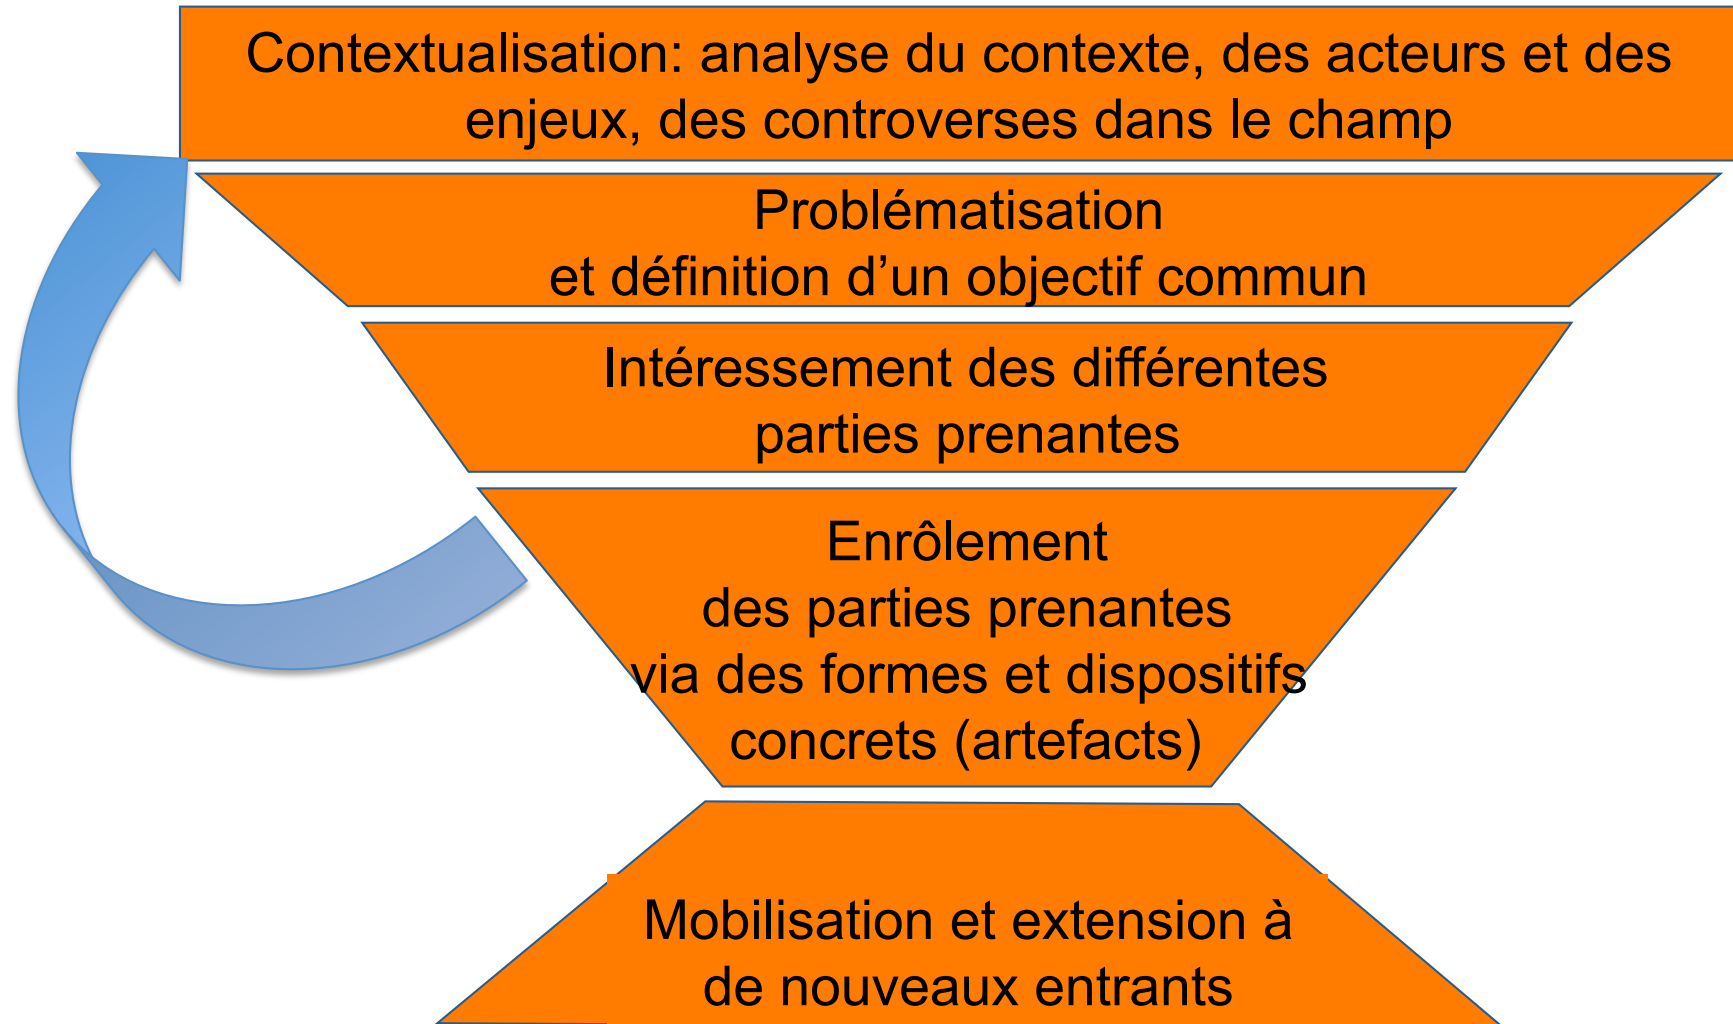 Contextualisation: analyse du contexte, des acteurs et des
enjeux, des controverses dans le champ
Problématisation
et définition d’un objectif commun
Intéressement des différentes
parties prenantes
Enrôlement
des parties prenantes
via des formes et dispositifs
concrets (artefacts)
Mobilisation et extension à
de nouveaux entrants